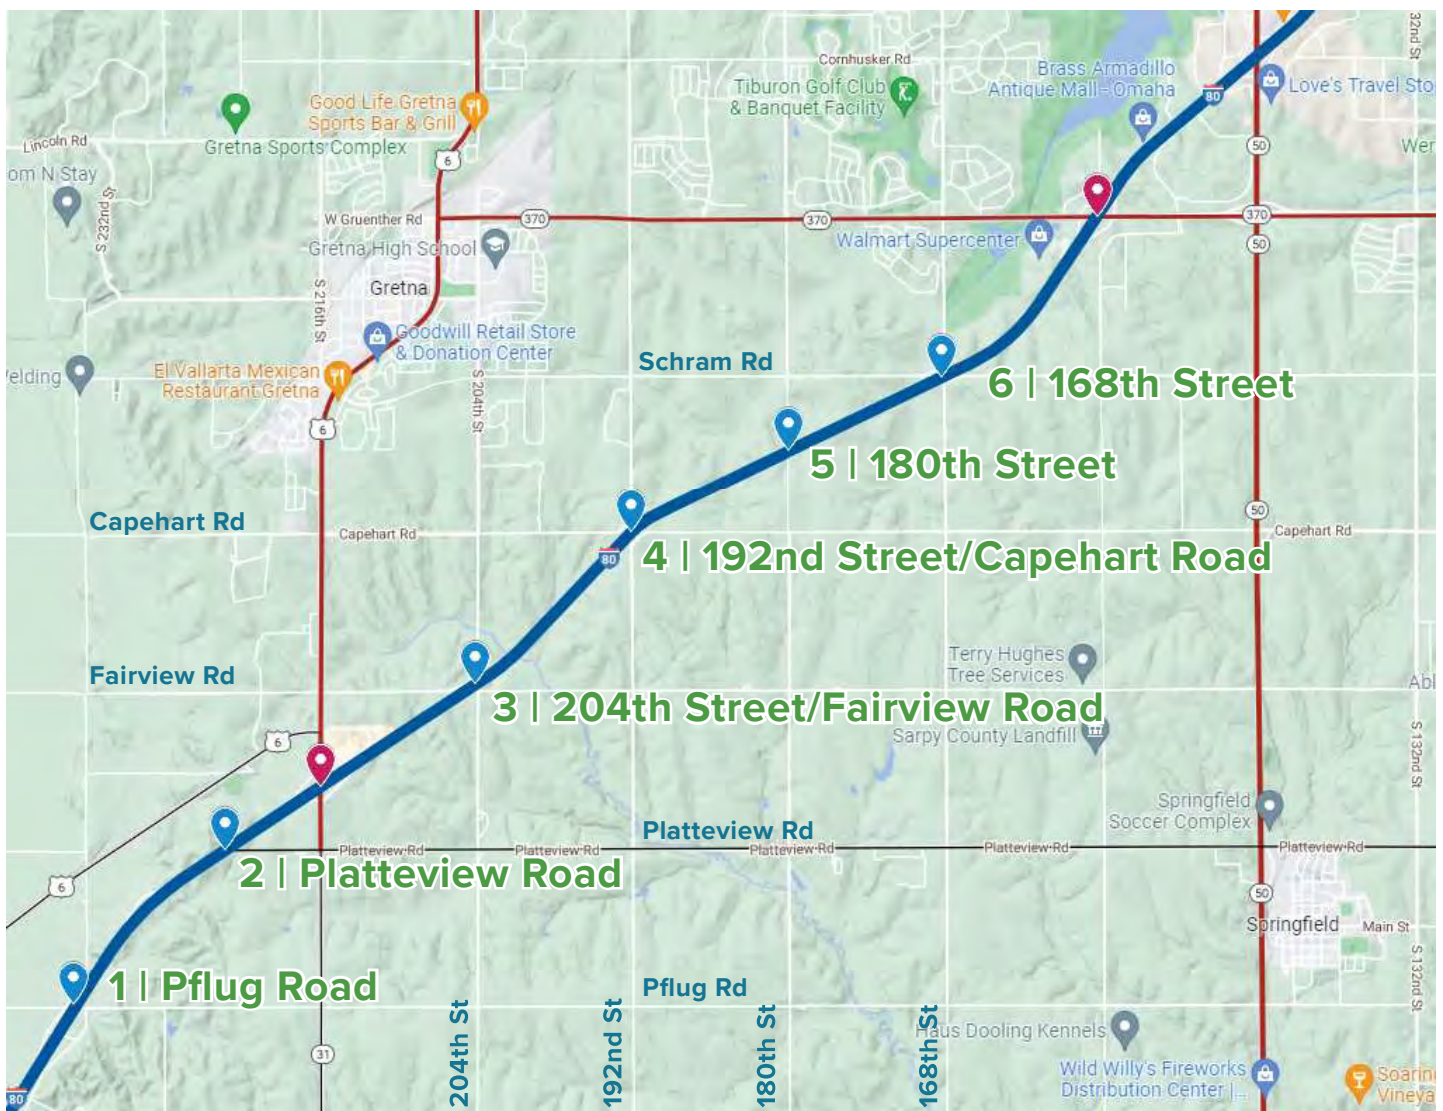 Cornhusker Rd
32nd St
Brass Armadillo
Antique Mall - Omaha
Tiburon Golf Club
& Banquet Facility
80
Love's Travel Sto
Good Life Gretna
Sports Bar & Grill
Gretna Sports Complex
Lincoln Rd
6
50
Wer
om N Stay
S 232nd St
W Gruenther Rd
370
370
370
50
Gretna High School
Walmart Supercenter
Gretna
S 216th St
Goodwill Retail Store
& Donation Center
Schram Rd
El Vallarta Mexican
Restaurant Gretna
elding
S 204th St
6 | 168th Street
6
5 | 180th Street
Capehart Rd
Capehart Rd
50
Capehart Rd
80
4 | 192nd Street/Capehart Road
Terry Hughes
Tree Services
Fairview Rd
Abl
3 | 204th Street/Fairview Road
Sarpy County Landfill
6
S 132nd St
Springfield
Soccer Complex
Platteview Rd
Platteview Rd
Platteview Rd
Platteview Rd
Platteview Rd
Platteview Rd
2 | Platteview Road
6
50
Springfield
Main St
1 | Pflug Road
Pflug Rd
S 132nd St
204th St
192nd St
180th St
168th St
Haus Dooling Kennels
31
Wild Willy's Fireworks
Distribution Center |...
Soaring
Vineya
80